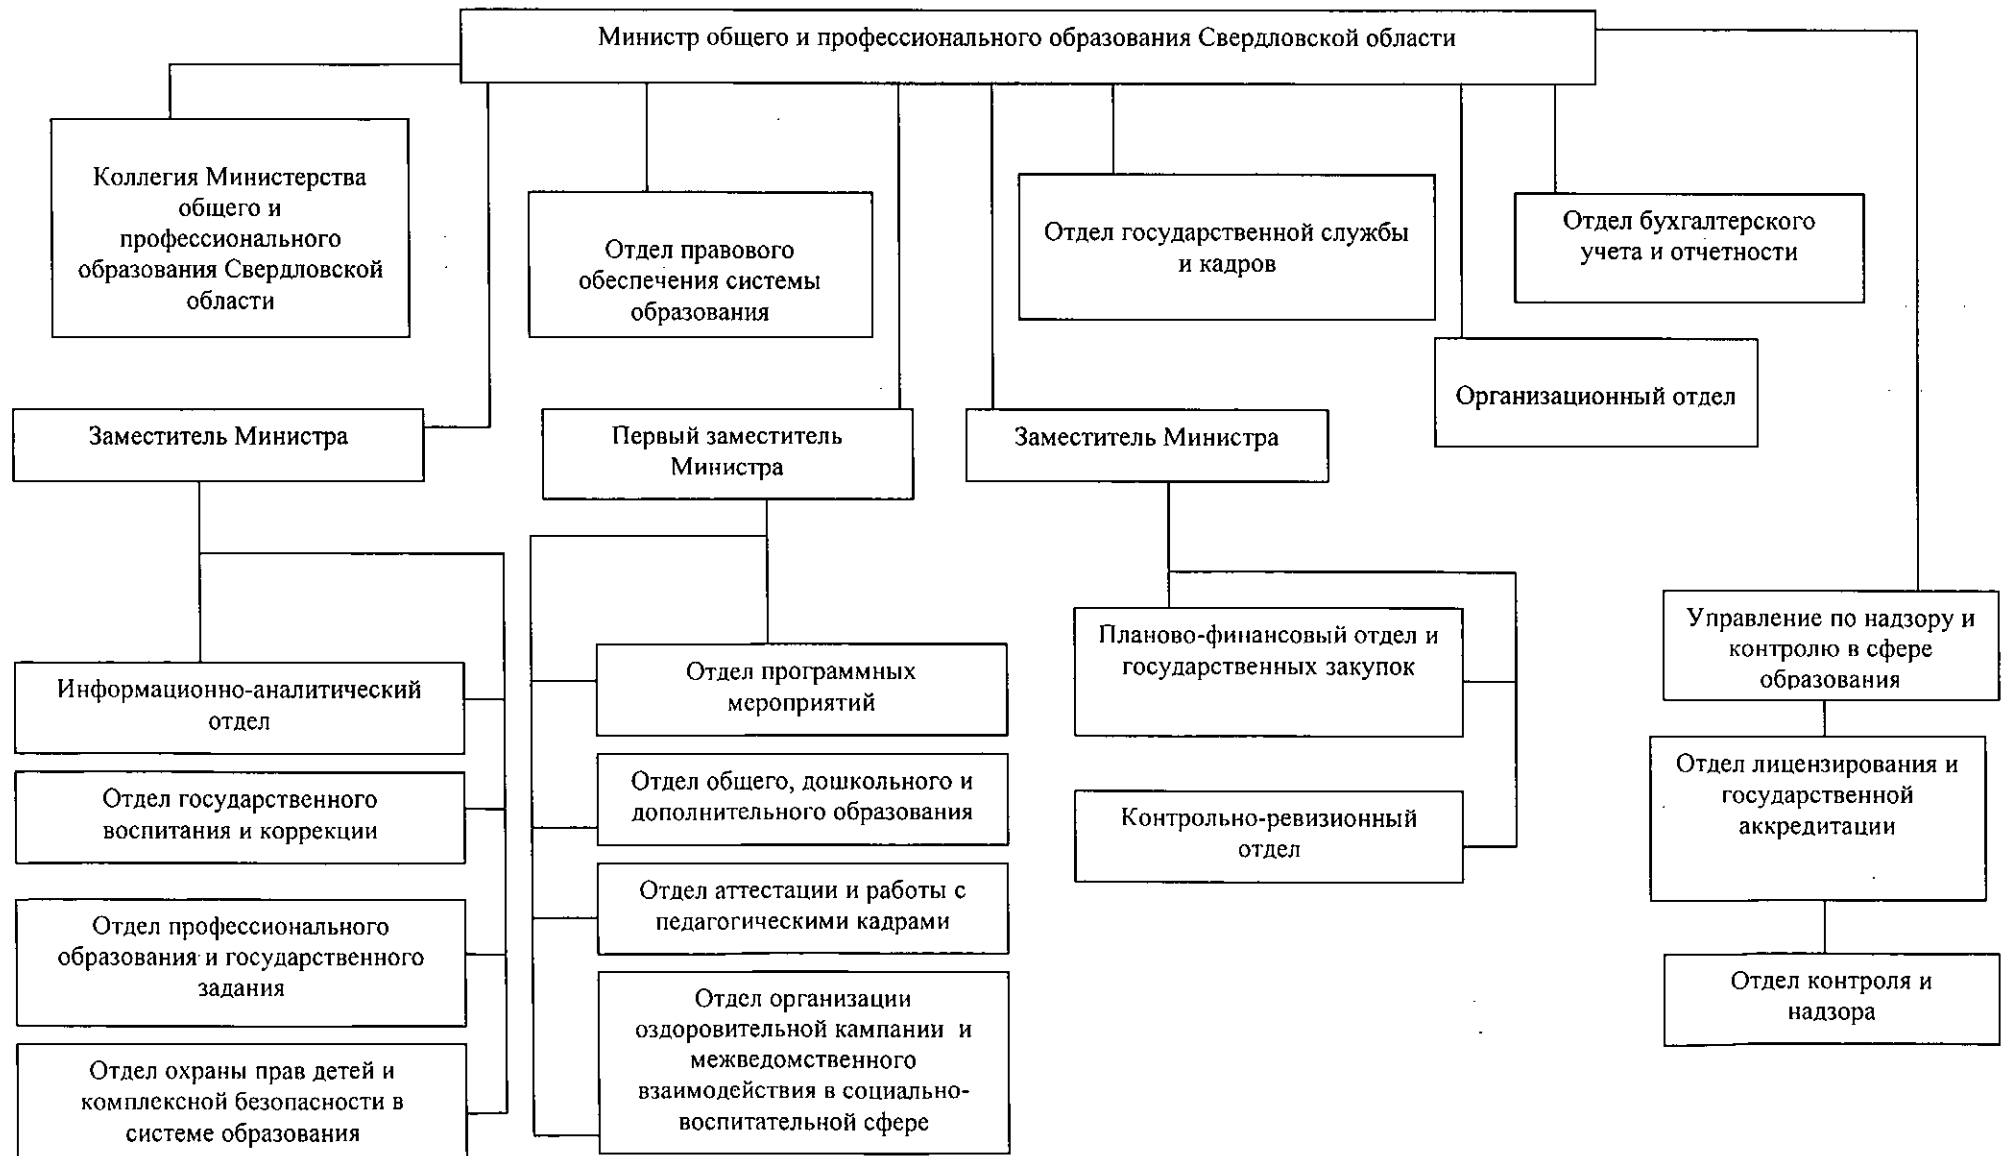 Министр общего и профессионального образования Свердловской области
Коллегия Министерства
общего и
профессионального
образования Свердловской
области
Отдел правового
обеспечения системы
образования
Отдел государственной службы
и кадров
Отдел бухгалтерского
учета и отчетности
Организационный отдел
Заместитель Министра
Первый заместитель
Министра
Заместитель Министра
Информационно-аналитический
отдел
Отдел государственного
воспитания и коррекции
Отдел профессионального
образования и государственного
задания
Отдел охраны прав детей и
комплексной безопасности в
системе образования
Отдел программных
мероприятий
Отдел общего, дошкольного и
дополнительного образования
Отдел аттестации и работы с
педагогическими кадрами
Отдел организации
оздоровительной кампании и
межведомственного
взаимодействия в социально-
воспитательной сфере
Планово-финансовый отдел и
государственных закупок
Контрольно-ревизионный
отдел
Управление по надзору и
контролю в сфере
образования
Отдел лицензирования и
государственной
аккредитации
Отдел контроля и
надзора